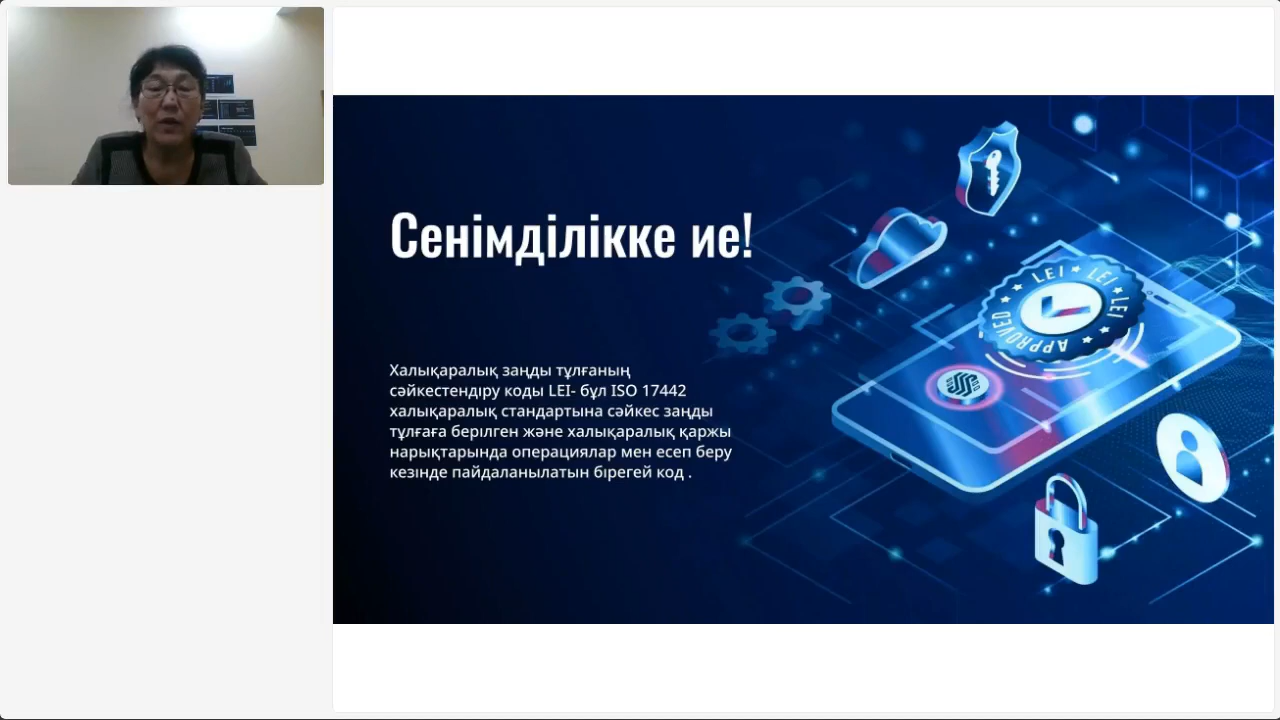 Сенімділікке ие!
Халықаралық заңды тұлғаның
сәйкестендіру коды LEI- бұл ISO 17442
халықаралық стандартына сәйкес заңды
тұлғаға берілген және халықаралық қаржы
нарықтарында операциялар мен есеп беру
кезінде пайдаланылатын бірегей код .
LEI ★ LEI ★ LEI
APPROVED